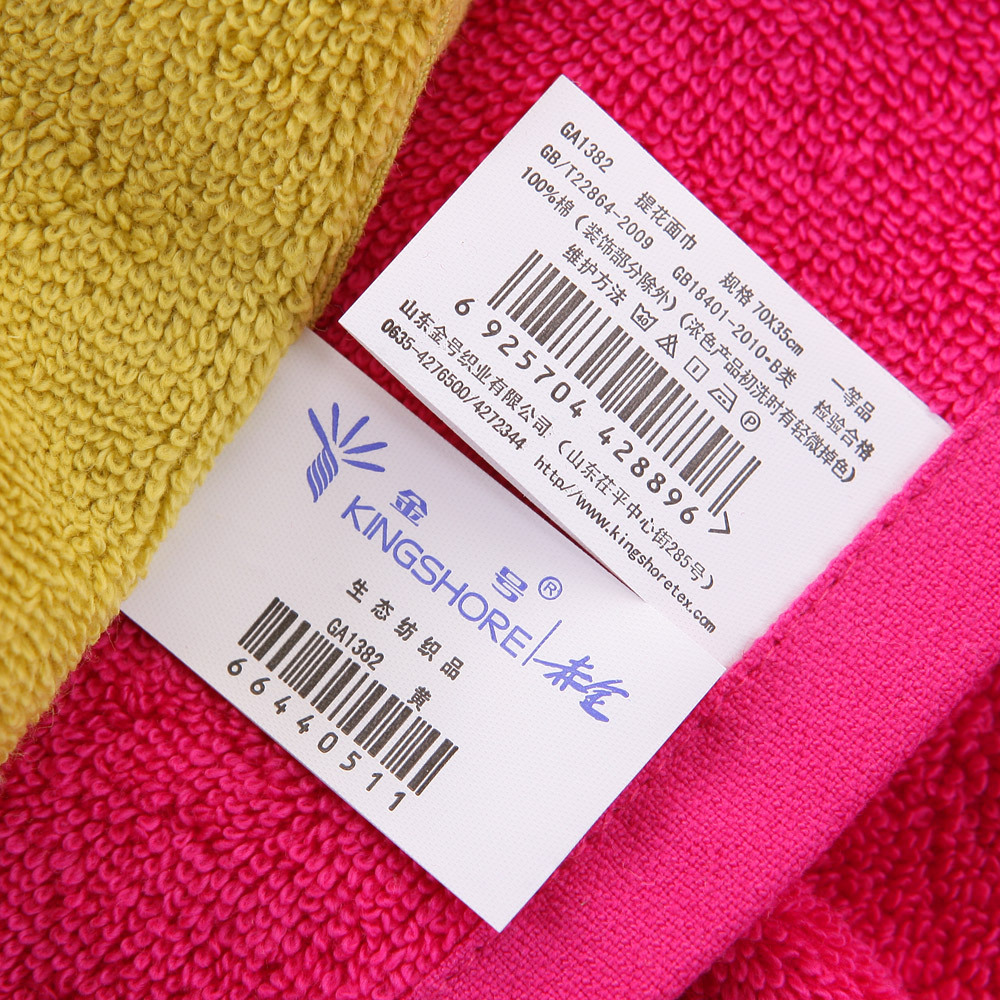 GA1382 提花面巾 规格 70X35cm 一等品
GB/T22864-2009 GB18401-2010-B类 检验合格
100%棉(装饰部分除外)(浓色产品初洗时有轻微掉色)
维护方法 P
6 925704 428896 >
山东金号织业有限公司(山东茌平中心街285号)
0635-4276500/4272344 http//www.kingshoretex.com
金号®
KINGSHORE
生态纺织品
GA1382 黄
66440511